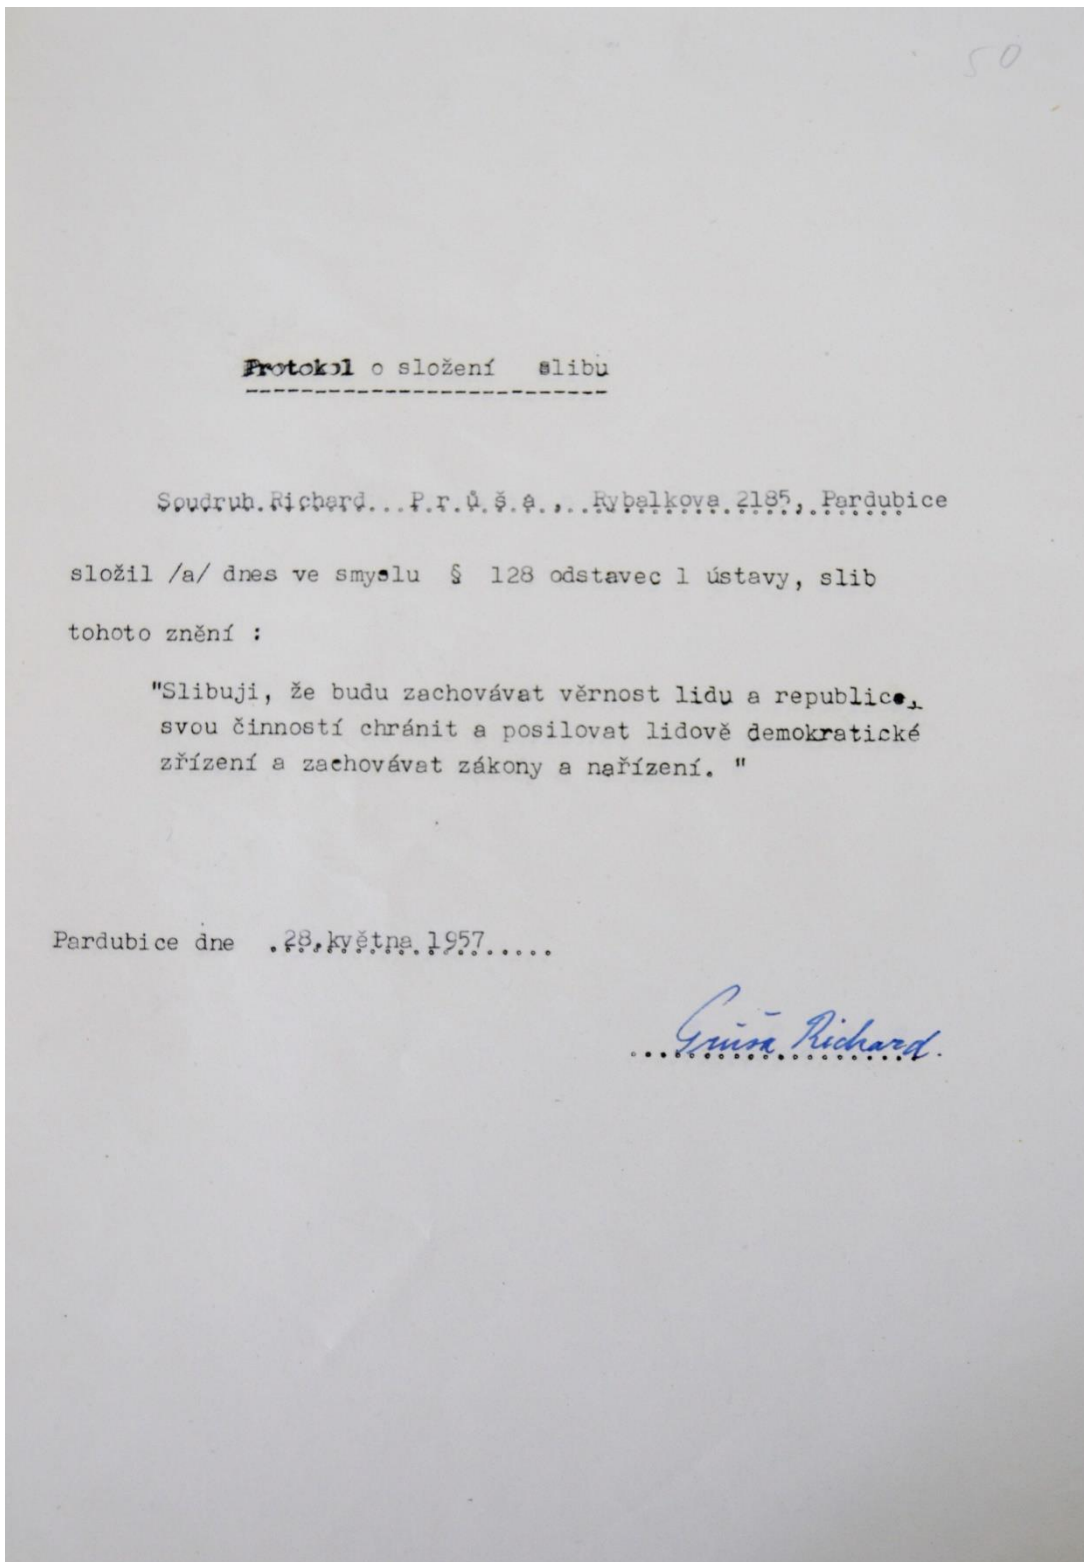 50
Protokol o složení slibu
Soudruh Richard P r ů š a , Rybalkova 2185, Pardubice
složil /a/ dnes ve smyslu § 128 odstavec 1 ústavy, slib
tohoto znění :
"Slibuji, že budu zachovávat věrnost lidu a republice,
svou činností chránit a posilovat lidově demokratické
zřízení a zachovávat zákony a nařízení. "
Pardubice dne 28. května 1957
Průša Richard.